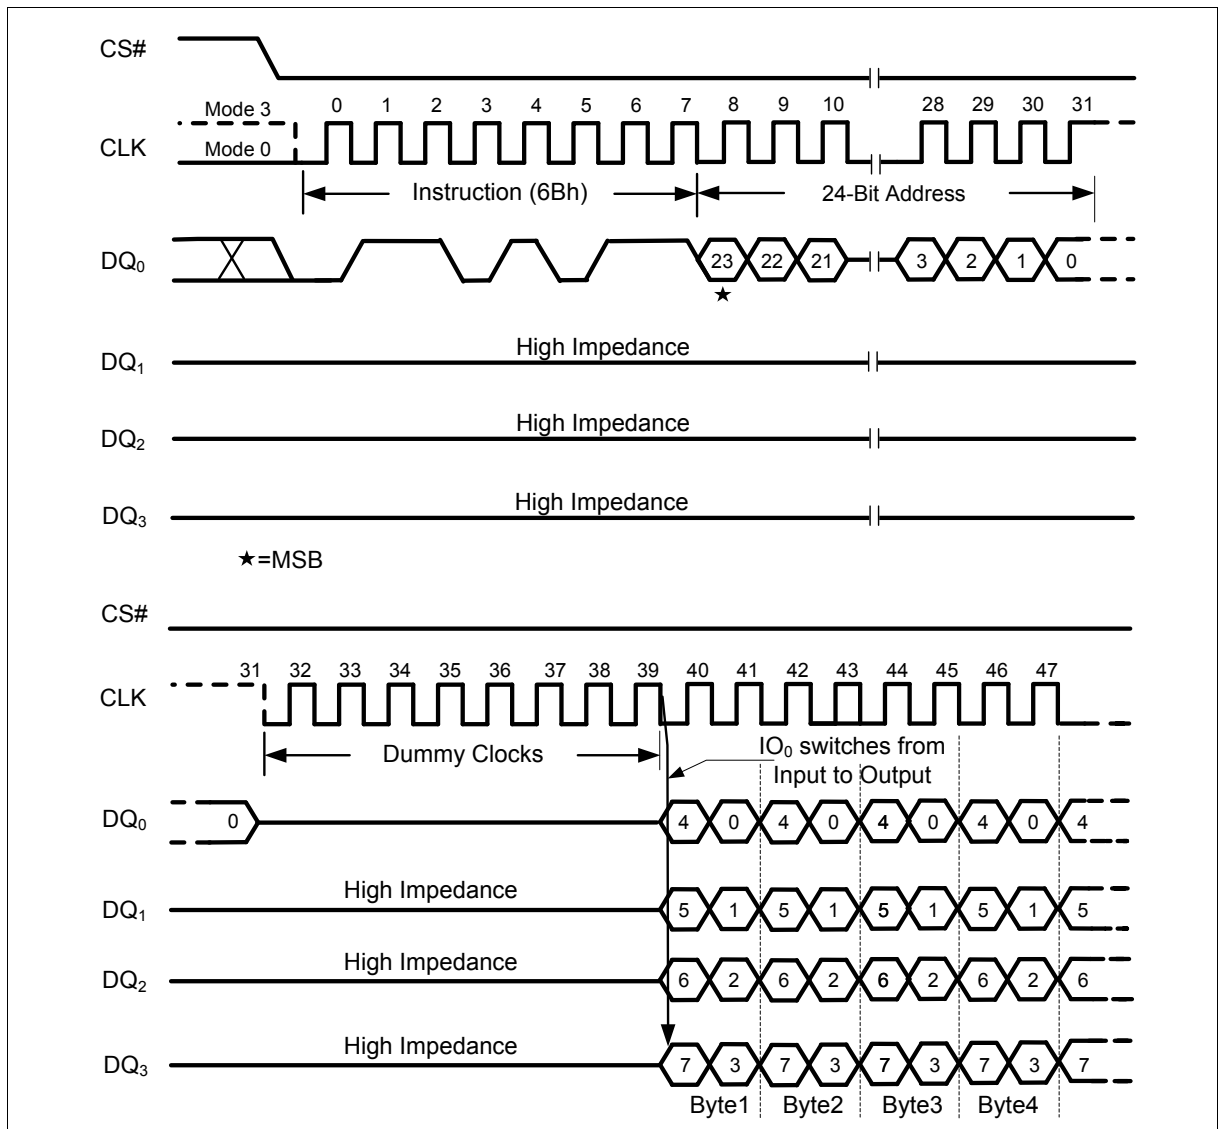 CS#
Mode 3 0 1 2 3 4 5 6 7 8 9 10 28 29 30 31
CLK Mode 0
Instruction (6Bh) 24-Bit Address
DQ0 23 22 21 3 2 1 0
★
High Impedance
DQ1
High Impedance
DQ2
High Impedance
DQ3
★=MSB
CS#
31 32 33 34 35 36 37 38 39 40 41 42 43 44 45 46 47
CLK
Dummy Clocks
IO0 switches from
Input to Output
DQ0 0 4 0 4 0 4 0 4 0 4
High Impedance
DQ1 5 1 5 1 5 1 5 1 5
High Impedance
DQ2 6 2 6 2 6 2 6 2 6
High Impedance
DQ3 7 3 7 3 7 3 7 3 7
Byte1 Byte2 Byte3 Byte4